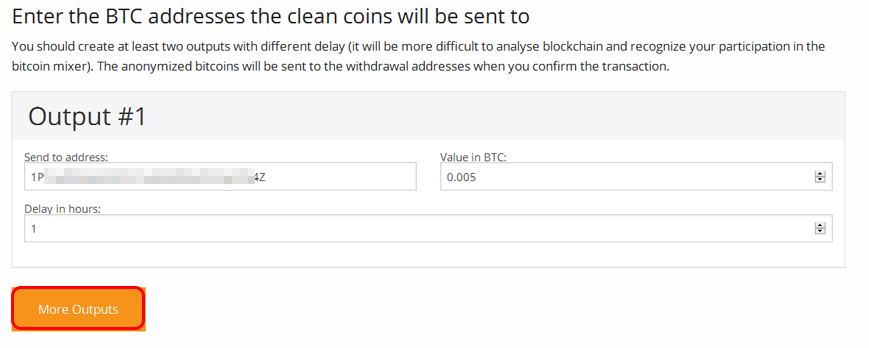 Enter the BTC addresses the clean coins will be sent to
You should create at least two outputs with different delay (it will be more difficult to analyse blockchain and recognize your participation in the
bitcoin mixer). The anonymized bitcoins will be sent to the withdrawal addresses when you confirm the transaction.
Output #1
Send to address:
Value in BTC:
1P
4Z
0.005
Delay in hours:
1
More Outputs